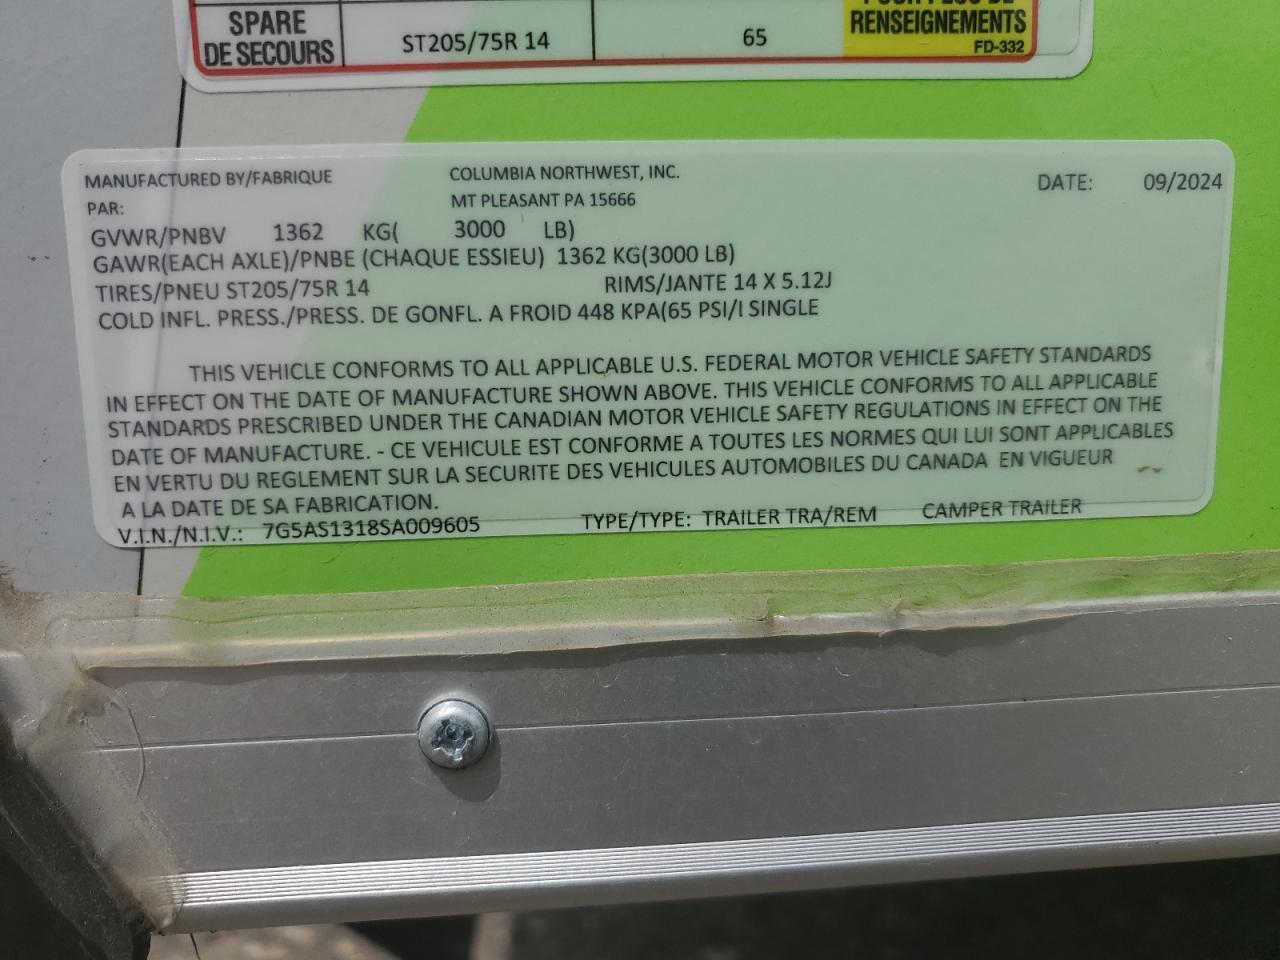 SPARE
DE SECOURS
ST205/75R 14
65
RENSEIGNEMENTS
FD-332
MANUFACTURED BY/FABRIQUE
PAR:
COLUMBIA NORTHWEST, INC.
MT PLEASANT PA 15666
DATE: 09/2024
GVWR/PNBV 1362 KG( 3000 LB)
GAWR(EACH AXLE)/PNBE (CHAQUE ESSIEU) 1362 KG(3000 LB)
TIRES/PNEU ST205/75R 14 RIMS/JANTE 14 X 5.12J
COLD INFL. PRESS./PRESS. DE GONFL. A FROID 448 KPA(65 PSI/l SINGLE
THIS VEHICLE CONFORMS TO ALL APPLICABLE U.S. FEDERAL MOTOR VEHICLE SAFETY STANDARDS
IN EFFECT ON THE DATE OF MANUFACTURE SHOWN ABOVE. THIS VEHICLE CONFORMS TO ALL APPLICABLE
STANDARDS PRESCRIBED UNDER THE CANADIAN MOTOR VEHICLE SAFETY REGULATIONS IN EFFECT ON THE
DATE OF MANUFACTURE. - CE VEHICULE EST CONFORME A TOUTES LES NORMES QUI LUI SONT APPLICABLES
EN VERTU DU REGLEMENT SUR LA SECURITE DES VEHICULES AUTOMOBILES DU CANADA EN VIGUEUR
A LA DATE DE SA FABRICATION.
V.I.N./N.I.V.: 7G5AS1318SA009605 TYPE/TYPE: TRAILER TRA/REM CAMPER TRAILER